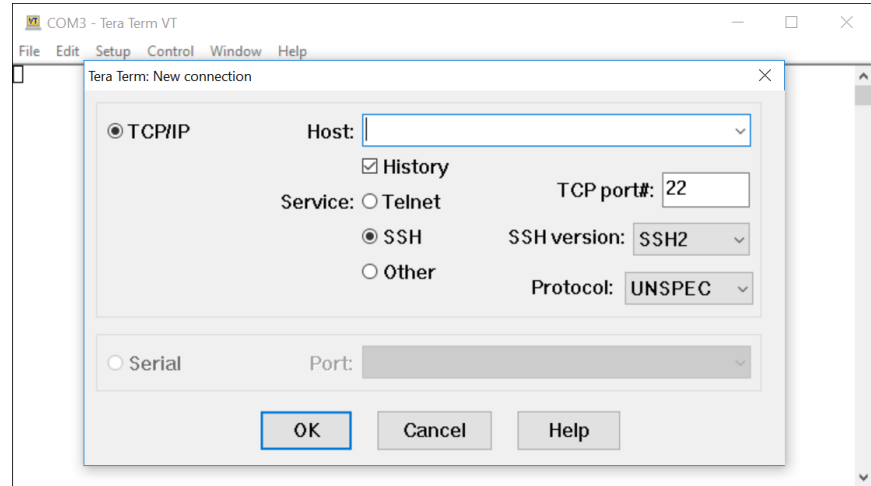 VT COM3 - Tera Term VT
File Edit Setup Control Window Help
Tera Term: New connection
TCP/IP Host:
History
TCP port#: 22
Service: Telnet
SSH SSH version: SSH2
Other
Protocol: UNSPEC
Serial Port:
OK Cancel Help